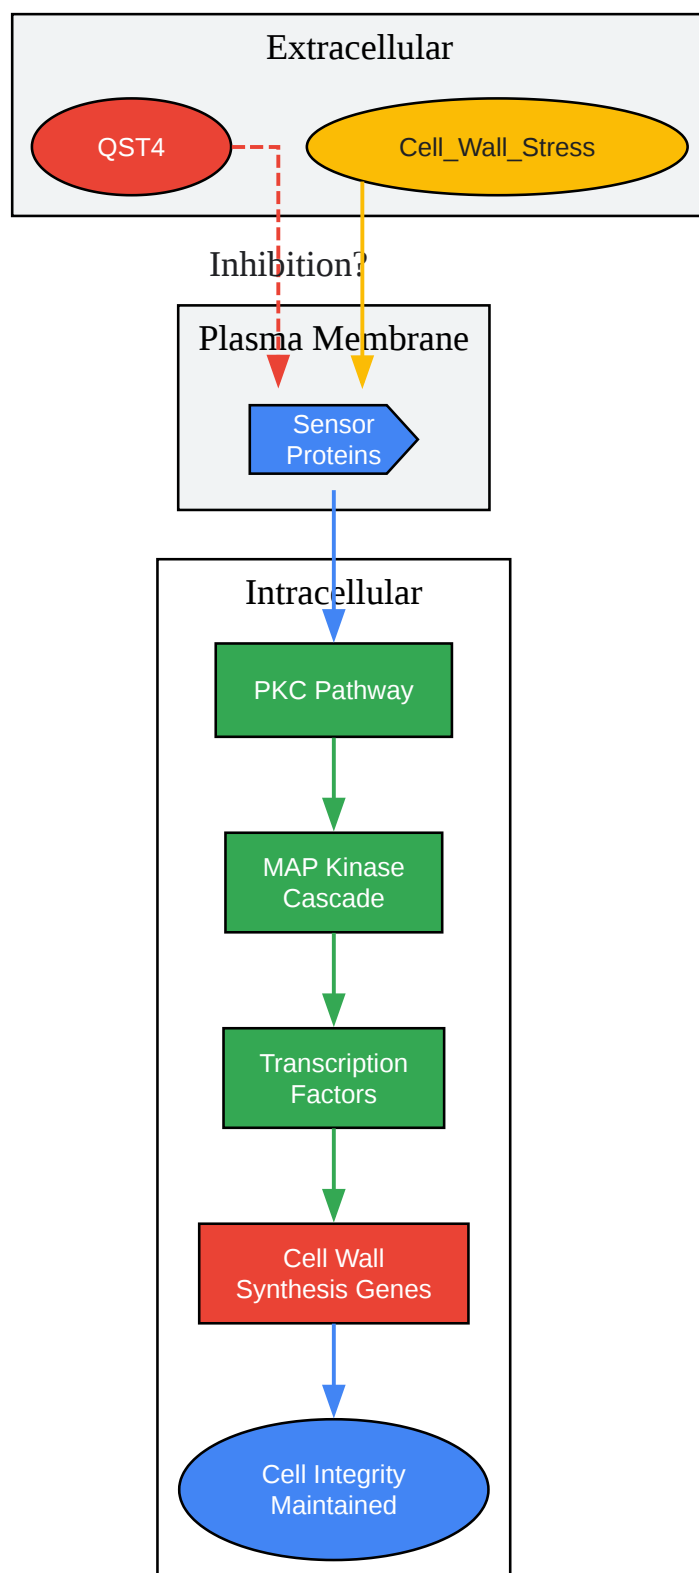 Extracellular
QST4
Cell_Wall_Stress
Inhibition?
Plasma Membrane
Sensor
Proteins
Intracellular
PKC Pathway
MAP Kinase
Cascade
Transcription
Factors
Cell Wall
Synthesis Genes
Cell Integrity
Maintained